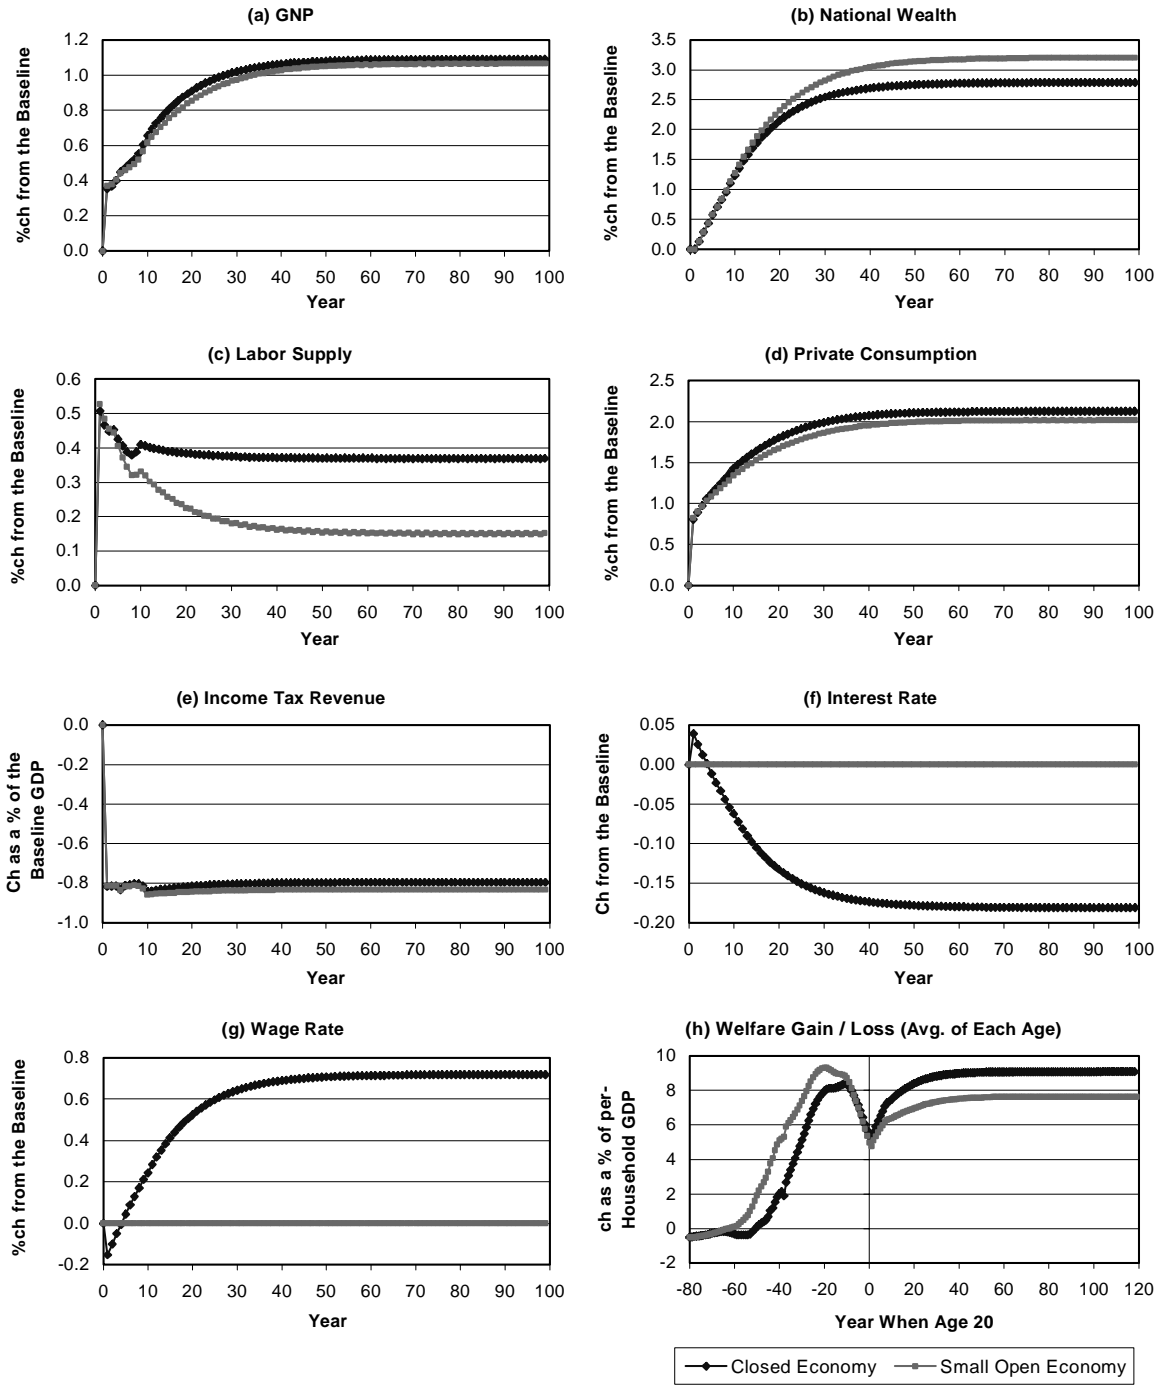 (a) GNP
%ch from the Baseline
1.2
1.0
0.8
0.6
0.4
0.2
0.0
0 10 20 30 40 50 60 70 80 90 100
Year
(b) National Wealth
%ch from the Baseline
3.5
3.0
2.5
2.0
1.5
1.0
0.5
0.0
0 10 20 30 40 50 60 70 80 90 100
Year
(c) Labor Supply
%ch from the Baseline
0.6
0.5
0.4
0.3
0.2
0.1
0.0
0 10 20 30 40 50 60 70 80 90 100
Year
(d) Private Consumption
%ch from the Baseline
2.5
2.0
1.5
1.0
0.5
0.0
0 10 20 30 40 50 60 70 80 90 100
Year
(e) Income Tax Revenue
Ch as a % of the
Baseline GDP
0.0
-0.2
-0.4
-0.6
-0.8
-1.0
0 10 20 30 40 50 60 70 80 90 100
Year
(f) Interest Rate
Ch from the Baseline
0.05
0.00
-0.05
-0.10
-0.15
-0.20
0 10 20 30 40 50 60 70 80 90 100
Year
(g) Wage Rate
%ch from the Baseline
0.8
0.6
0.4
0.2
0.0
-0.2
0 10 20 30 40 50 60 70 80 90 100
Year
(h) Welfare Gain / Loss (Avg. of Each Age)
ch as a % of per-
Household GDP
10
8
6
4
2
0
-2
-80 -60 -40 -20 0 20 40 60 80 100 120
Year When Age 20
Closed Economy Small Open Economy